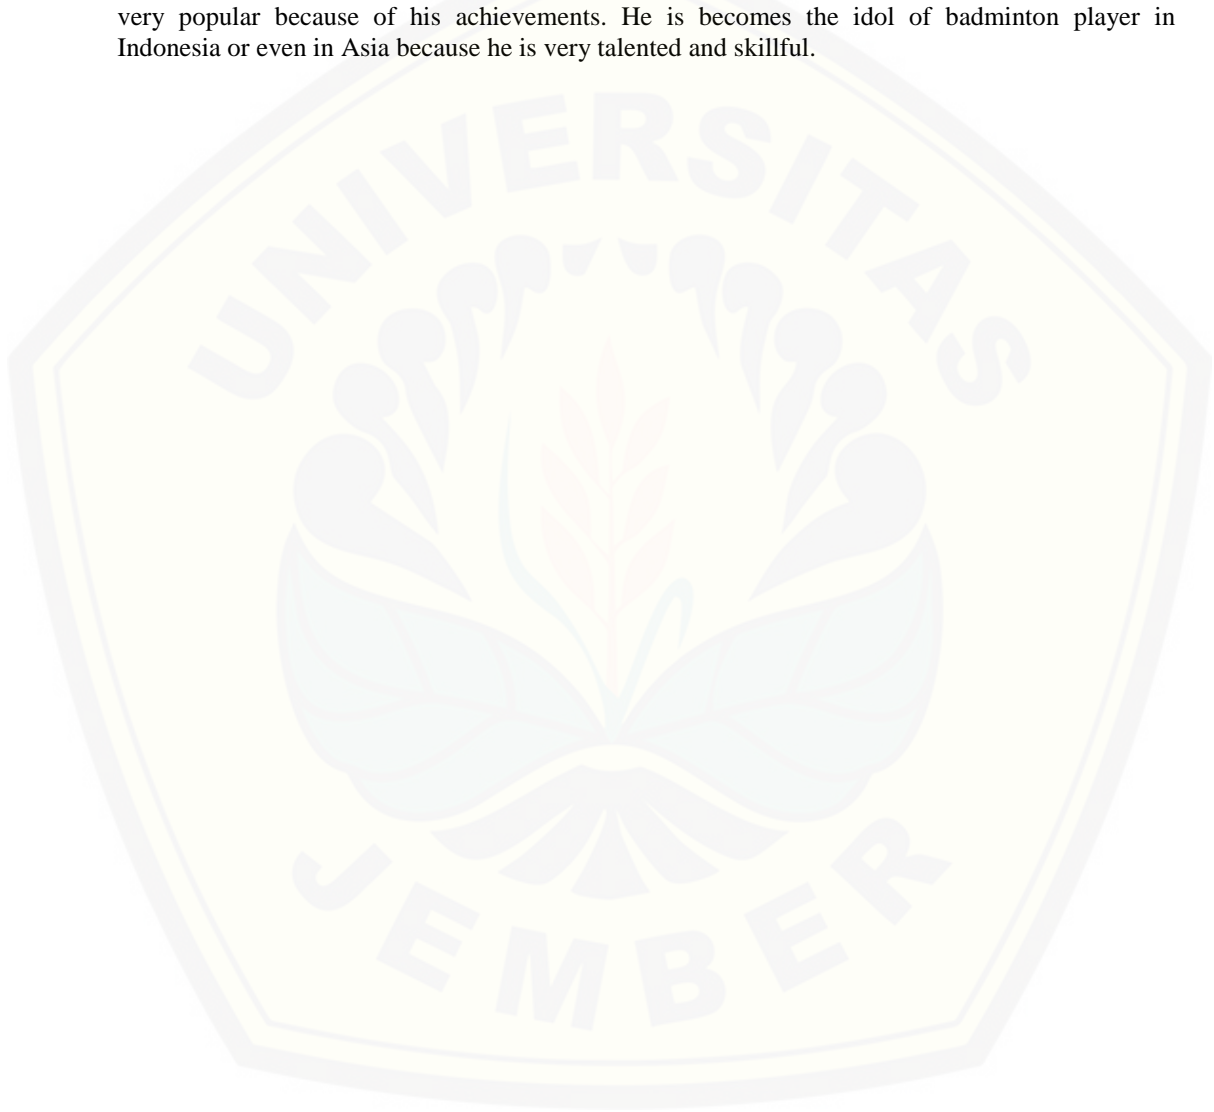 very popular because of his achievements. He is becomes the idol of badminton player in
Indonesia or even in Asia because he is very talented and skillful.
UNIVERSITAS
JEMBER